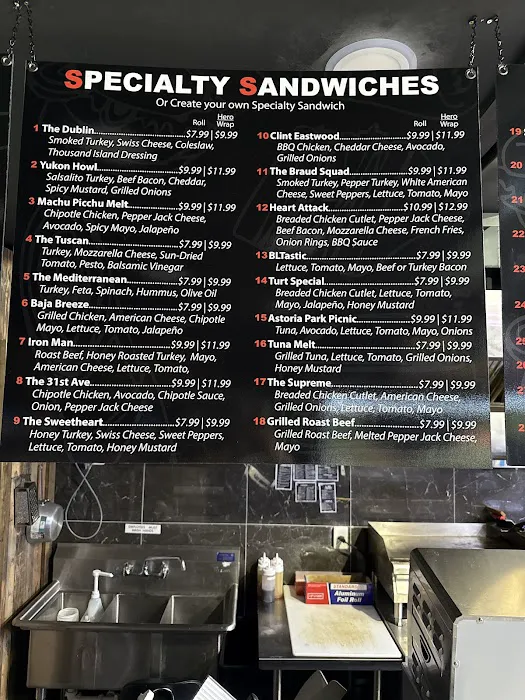 SPECIALTY SANDWICHES
Or Create your own Specialty Sandwich
Roll Hero Wrap
1 The Dublin.......$7.99 | $9.99
Smoked Turkey, Swiss Cheese, Coleslaw,
Thousand Island Dressing
2 Yukon Howl.......$9.99 | $11.99
Salsalito Turkey, Beef Bacon, Cheddar,
Spicy Mustard, Grilled Onions
3 Machu Picchu Melt.......$9.99 | $11.99
Chipotle Chicken, Pepper Jack Cheese,
Avocado, Spicy Mayo, Jalapeño
4 The Tuscan.......$7.99 | $9.99
Turkey, Mozzarella Cheese, Sun-Dried
Tomato, Pesto, Balsamic Vinegar
5 The Mediterranean.......$7.99 | $9.99
Turkey, Feta, Spinach, Hummus, Olive Oil
6 Baja Breeze.......$7.99 | $9.99
Grilled Chicken, American Cheese, Chipotle
Mayo, Lettuce, Tomato, Jalapeño
7 Iron Man.......$9.99 | $11.99
Roast Beef, Honey Roasted Turkey, Mayo,
American Cheese, Lettuce, Tomato,
8 The 31st Ave.......$9.99 | $11.99
Chipotle Chicken, Avocado, Chipotle Sauce,
Onion, Pepper Jack Cheese
9 The Sweetheart.......$7.99 | $9.99
Honey Turkey, Swiss Cheese, Sweet Peppers,
Lettuce, Tomato, Honey Mustard
Roll Hero Wrap
10 Clint Eastwood.......$9.99 | $11.99
BBQ Chicken, Cheddar Cheese, Avocado,
Grilled Onions
11 The Braud Squad.......$9.99 | $11.99
Smoked Turkey, Pepper Turkey, White American
Cheese, Sweet Peppers, Lettuce, Tomato, Mayo
12 Heart Attack.......$10.99 | $12.99
Breaded Chicken Cutlet, Pepper Jack Cheese,
Beef Bacon, Mozzarella Cheese, French Fries,
Onion Rings, BBQ Sauce
13 BLTastic.......$7.99 | $9.99
Lettuce, Tomato, Mayo, Beef or Turkey Bacon
14 Turt Special.......$7.99 | $9.99
Breaded Chicken Cutlet, Lettuce, Tomato,
Mayo, Jalapeño, Honey Mustard
15 Astoria Park Picnic.......$9.99 | $11.99
Tuna, Avocado, Lettuce, Tomato, Mayo, Onions
16 Tuna Melt.......$7.99 | $9.99
Grilled Tuna, Lettuce, Tomato, Grilled Onions,
Honey Mustard
17 The Supreme.......$7.99 | $9.99
Breaded Chicken Cutlet, American Cheese,
Grilled Onions, Lettuce, Tomato, Mayo
18 Grilled Roast Beef.......$7.99 | $9.99
Grilled Roast Beef, Melted Pepper Jack Cheese,
Mayo
19
20
21
22
23
24
STANDARD
Aluminum
Foil Roll